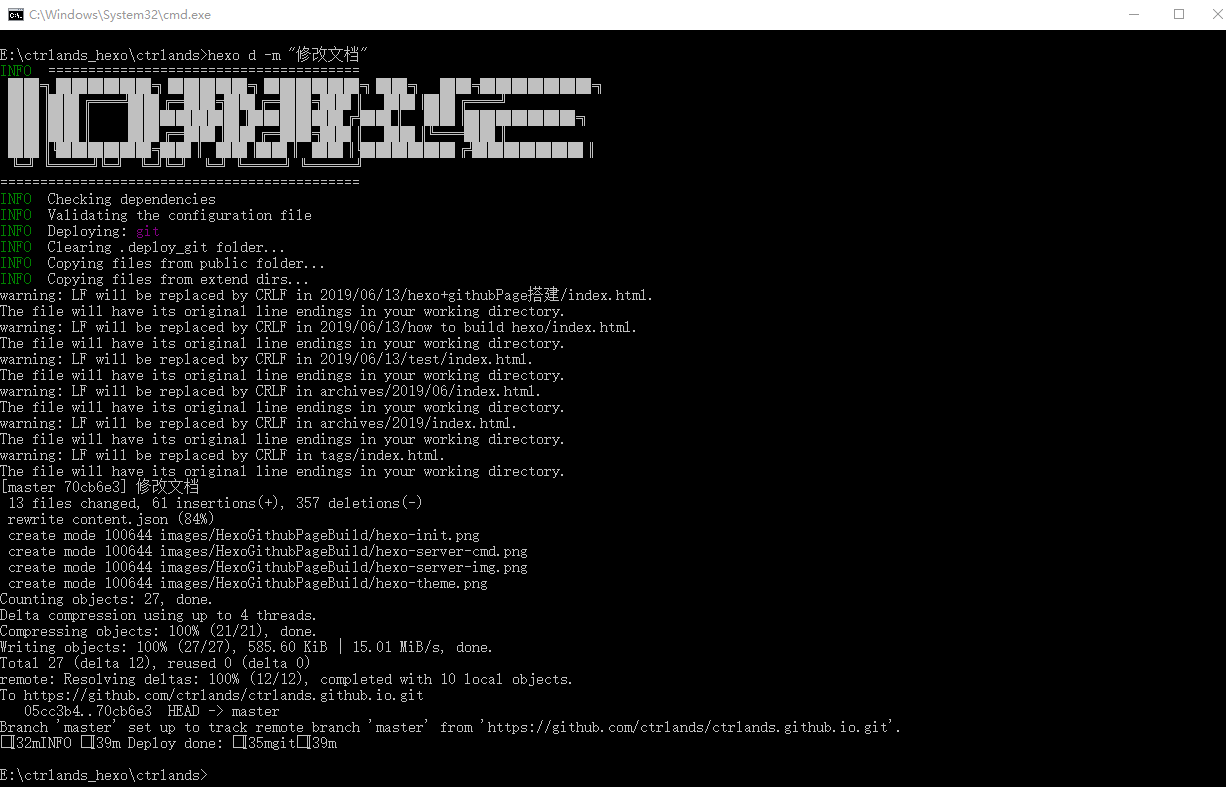 C:\Windows\System32\cmd.exe
E:\ctrlands_hexo\ctrlands>hexo d -m "修改文档"
INFO  =======================================
=============================================
INFO  Checking dependencies
INFO  Validating the configuration file
INFO  Deploying: git
INFO  Clearing .deploy_git folder...
INFO  Copying files from public folder...
INFO  Copying files from extend dirs...
warning: LF will be replaced by CRLF in 2019/06/13/hexo+githubPage搭建/index.html.
The file will have its original line endings in your working directory.
warning: LF will be replaced by CRLF in 2019/06/13/how to build hexo/index.html.
The file will have its original line endings in your working directory.
warning: LF will be replaced by CRLF in 2019/06/13/test/index.html.
The file will have its original line endings in your working directory.
warning: LF will be replaced by CRLF in archives/2019/06/index.html.
The file will have its original line endings in your working directory.
warning: LF will be replaced by CRLF in archives/2019/index.html.
The file will have its original line endings in your working directory.
warning: LF will be replaced by CRLF in tags/index.html.
The file will have its original line endings in your working directory.
[master 70cb6e3] 修改文档
 13 files changed, 61 insertions(+), 357 deletions(-)
 rewrite content.json (84%)
 create mode 100644 images/HexoGithubPageBuild/hexo-init.png
 create mode 100644 images/HexoGithubPageBuild/hexo-server-cmd.png
 create mode 100644 images/HexoGithubPageBuild/hexo-server-img.png
 create mode 100644 images/HexoGithubPageBuild/hexo-theme.png
Counting objects: 27, done.
Delta compression using up to 4 threads.
Compressing objects: 100% (21/21), done.
Writing objects: 100% (27/27), 585.60 KiB | 15.01 MiB/s, done.
Total 27 (delta 12), reused 0 (delta 0)
remote: Resolving deltas: 100% (12/12), completed with 10 local objects.
To https://github.com/ctrlands/ctrlands.github.io.git
   05cc3b4..70cb6e3  HEAD -> master
Branch 'master' set up to track remote branch 'master' from 'https://github.com/ctrlands/ctrlands.github.io.git'.
□[32mINFO □[39m Deploy done: □[35mgit□[39m
E:\ctrlands_hexo\ctrlands>